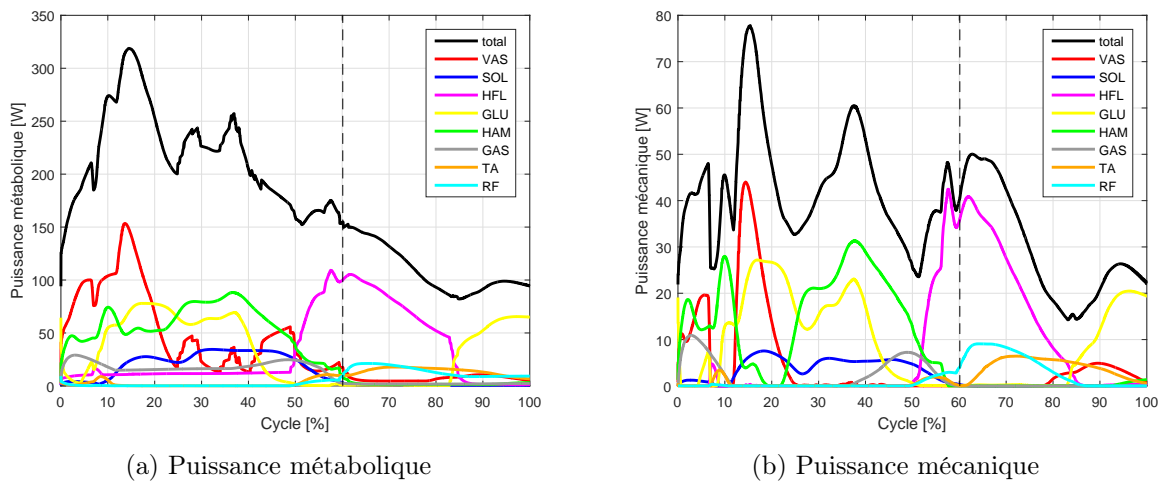 Puissance métabolique [W]
350
300
250
200
150
100
50
0
0 10 20 30 40 50 60 70 80 90 100
Cycle [%]
total
VAS
SOL
HFL
GLU
HAM
GAS
TA
RF
(a) Puissance métabolique
Puissance mécanique [W]
80
70
60
50
40
30
20
10
0
0 10 20 30 40 50 60 70 80 90 100
Cycle [%]
total
VAS
SOL
HFL
GLU
HAM
GAS
TA
RF
(b) Puissance mécanique